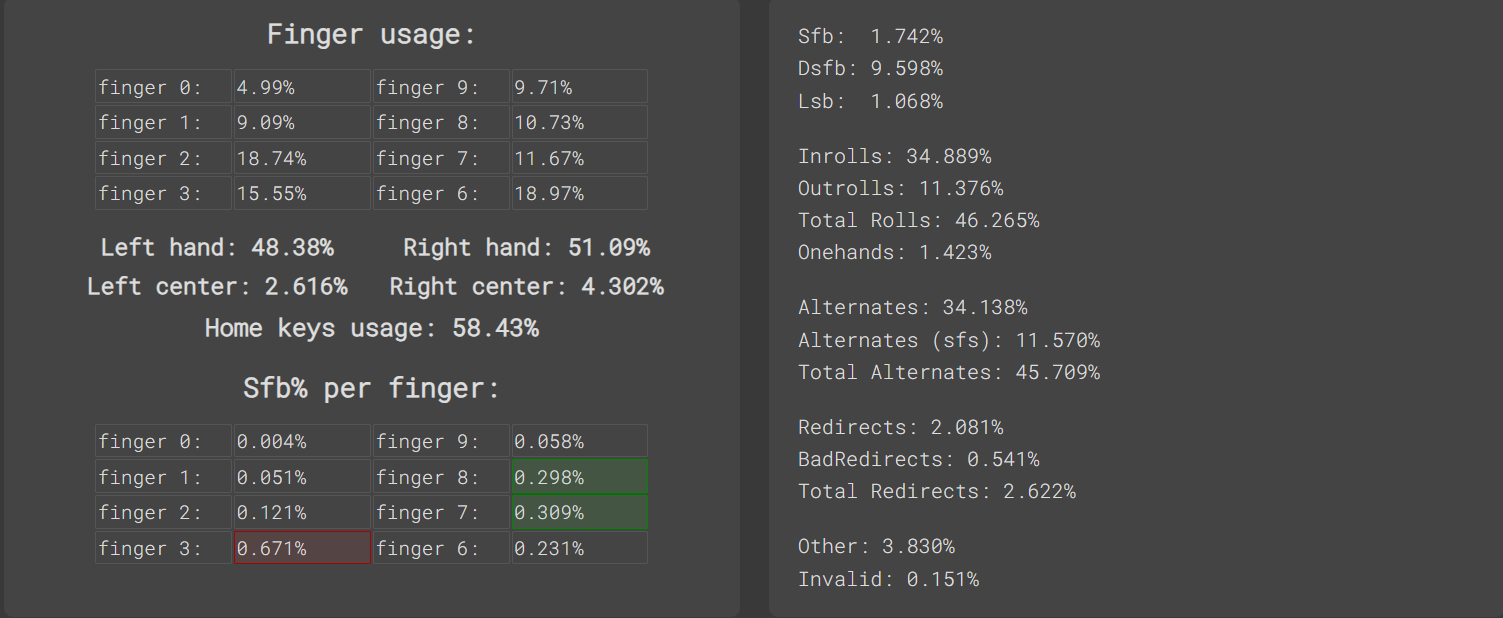 Finger usage:
finger 0: 4.99% finger 9: 9.71%
finger 1: 9.09% finger 8: 10.73%
finger 2: 18.74% finger 7: 11.67%
finger 3: 15.55% finger 6: 18.97%
Left hand: 48.38% Right hand: 51.09%
Left center: 2.616% Right center: 4.302%
Home keys usage: 58.43%
Sfb% per finger:
finger 0: 0.004% finger 9: 0.058%
finger 1: 0.051% finger 8: 0.298%
finger 2: 0.121% finger 7: 0.309%
finger 3: 0.671% finger 6: 0.231%
Sfb: 1.742%
Dsfb: 9.598%
Lsb: 1.068%
Inrolls: 34.889%
Outrolls: 11.376%
Total Rolls: 46.265%
Onehands: 1.423%
Alternates: 34.138%
Alternates (sfs): 11.570%
Total Alternates: 45.709%
Redirects: 2.081%
BadRedirects: 0.541%
Total Redirects: 2.622%
Other: 3.830%
Invalid: 0.151%